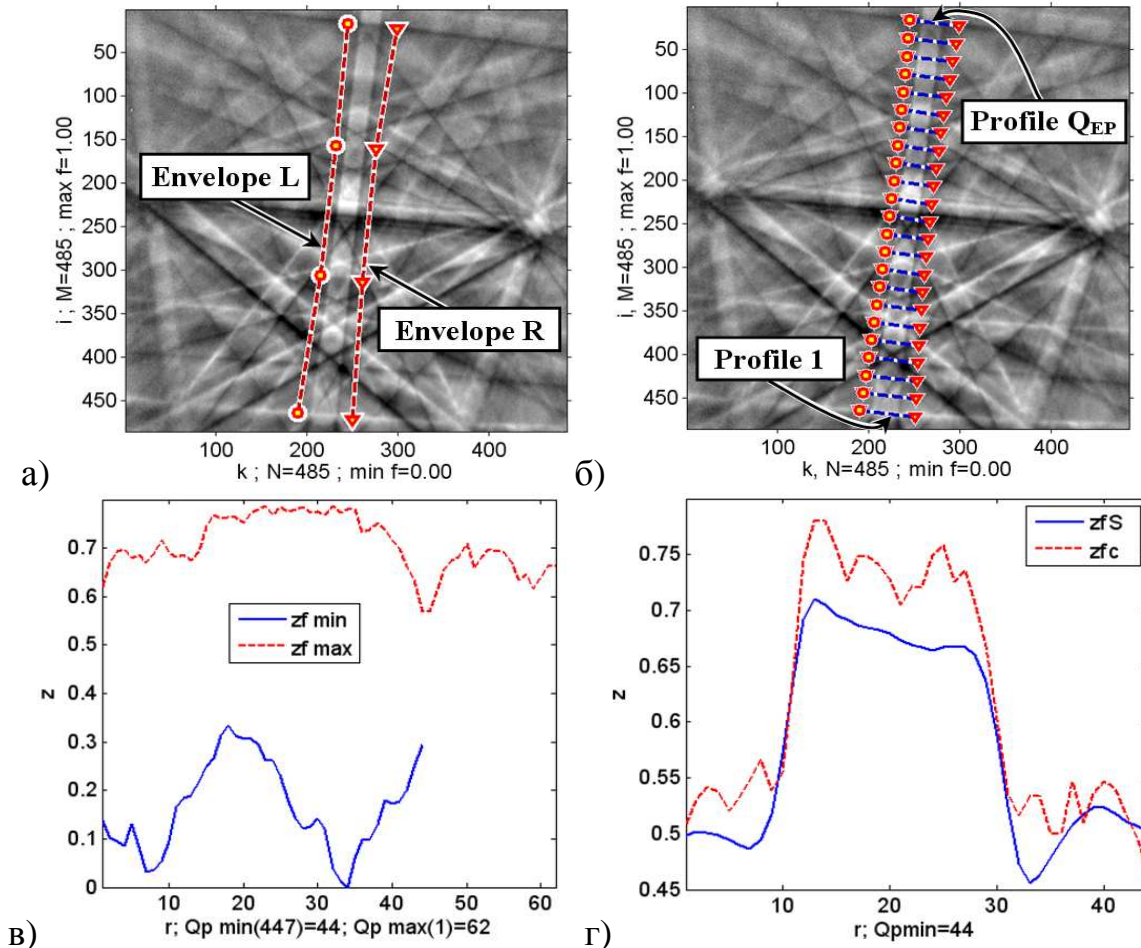 50
100
150
200
250
300
350
400
450
i ; M=485 ; max f=1.00
Envelope L
Envelope R
100 200 300 400
k ; N=485 ; min f=0.00
а)
50
100
150
200
250
300
350
400
450
i, M=485, max f=1.00
Profile QEP
Profile 1
100 200 300 400
k, N=485 ; min f=0.00
б)
0.7
0.6
0.5
0.4
0.3
0.2
0.1
0
z
zf min
zf max
10 20 30 40 50 60
r; Qp min(447)=44; Qp max(1)=62
в)
0.75
0.7
0.65
0.6
0.55
0.5
0.45
z
zfS
zfc
10 20 30 40
r; Qpmin=44
г)